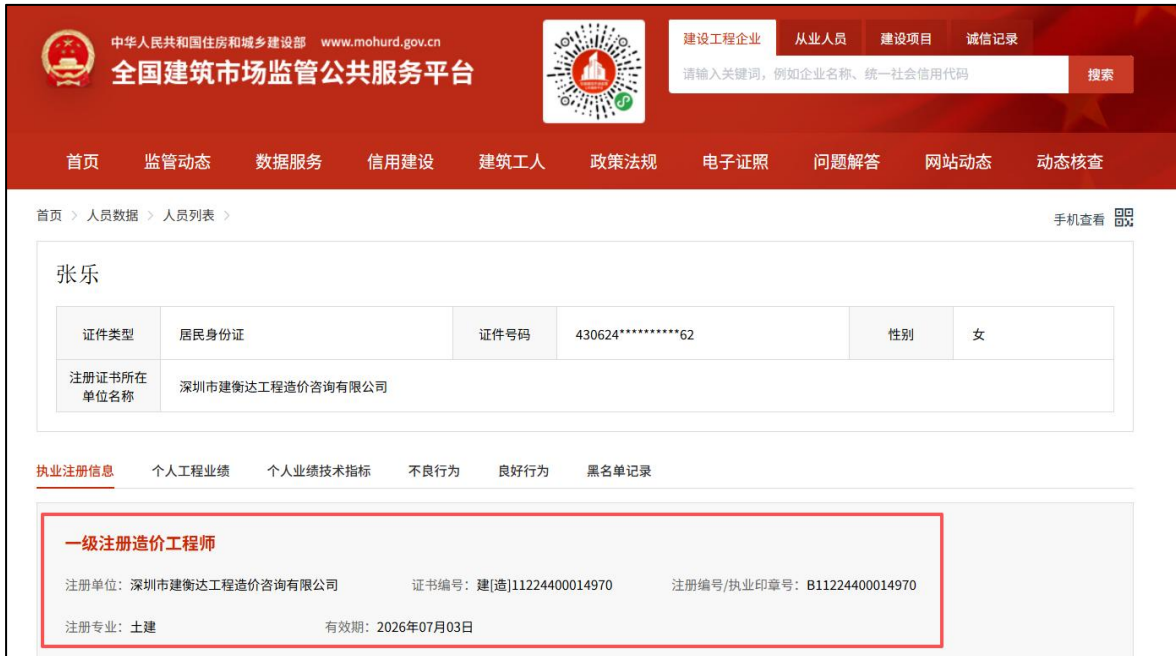 中华人民共和国住房和城乡建设部 www.mohurd.gov.cn
全国建筑市场监管公共服务平台
建设工程企业 从业人员 建设项目 诚信记录
请输入关键词，例如企业名称、统一社会信用代码 搜索
首页 监管动态 数据服务 信用建设 建筑工人 政策法规 电子证照 问题解答 网站动态 动态核查
首页 > 人员数据 > 人员列表 >
手机查看
张乐
证件类型 居民身份证 证件号码 430624**********62 性别 女
注册证书所在
单位名称 深圳市建衡达工程造价咨询有限公司
执业注册信息 个人工程业绩 个人业绩技术指标 不良行为 良好行为 黑名单记录
一级注册造价工程师
注册单位：深圳市建衡达工程造价咨询有限公司 证书编号：建[造]11224400014970 注册编号/执业印章号：B11224400014970
注册专业：土建 有效期：2026年07月03日